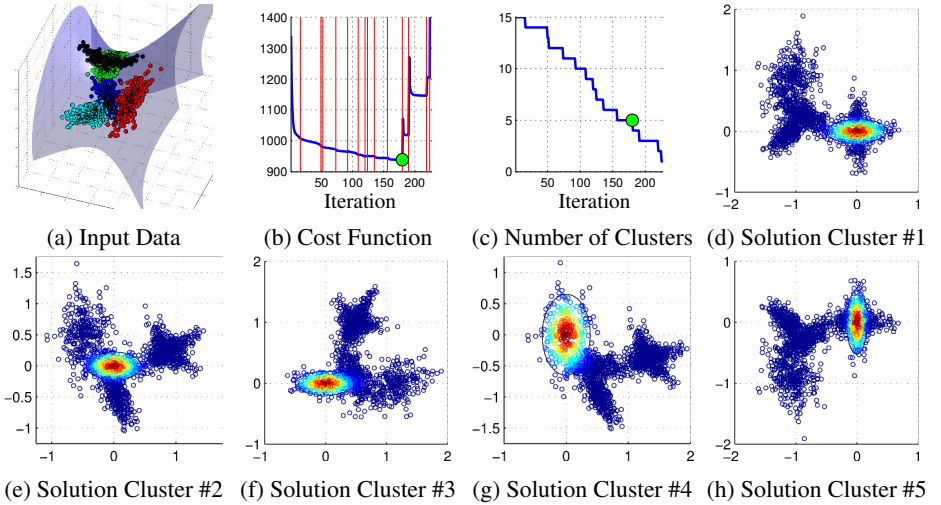 1400
1300
1200
1100
1000
900
50 100 150 200
Iteration
15
10
5
0
50 100 150 200
Iteration
2
1
0
−1
−2 −1 0 1
(a) Input Data
(b) Cost Function
(c) Number of Clusters
(d) Solution Cluster #1
1.5
1
0.5
0
−0.5
−1
−1 0 1
2
1
0
−1
−1 0 1 2
1
0.5
0
−0.5
−1
−1.5
−1 0 1 2
1
0
−1
−2
−2 −1 0 1
(e) Solution Cluster #2
(f) Solution Cluster #3
(g) Solution Cluster #4
(h) Solution Cluster #5